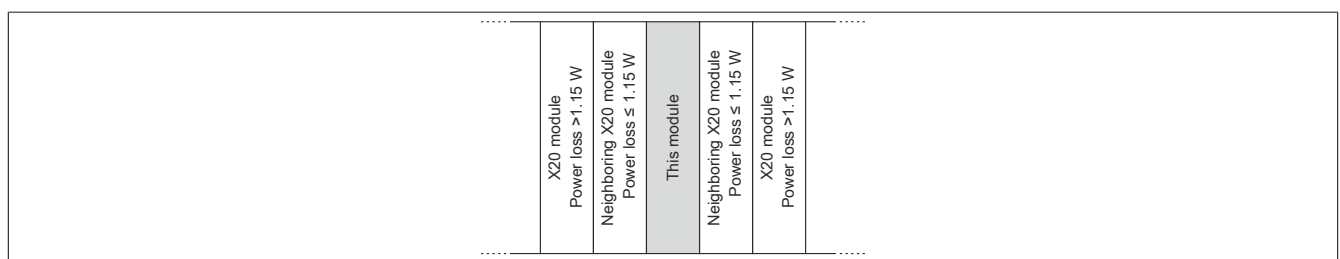 X20 module
Power loss >1.15 W
Neighboring X20 module
Power loss ≤ 1.15 W
This module
Neighboring X20 module
Power loss ≤ 1.15 W
X20 module
Power loss >1.15 W